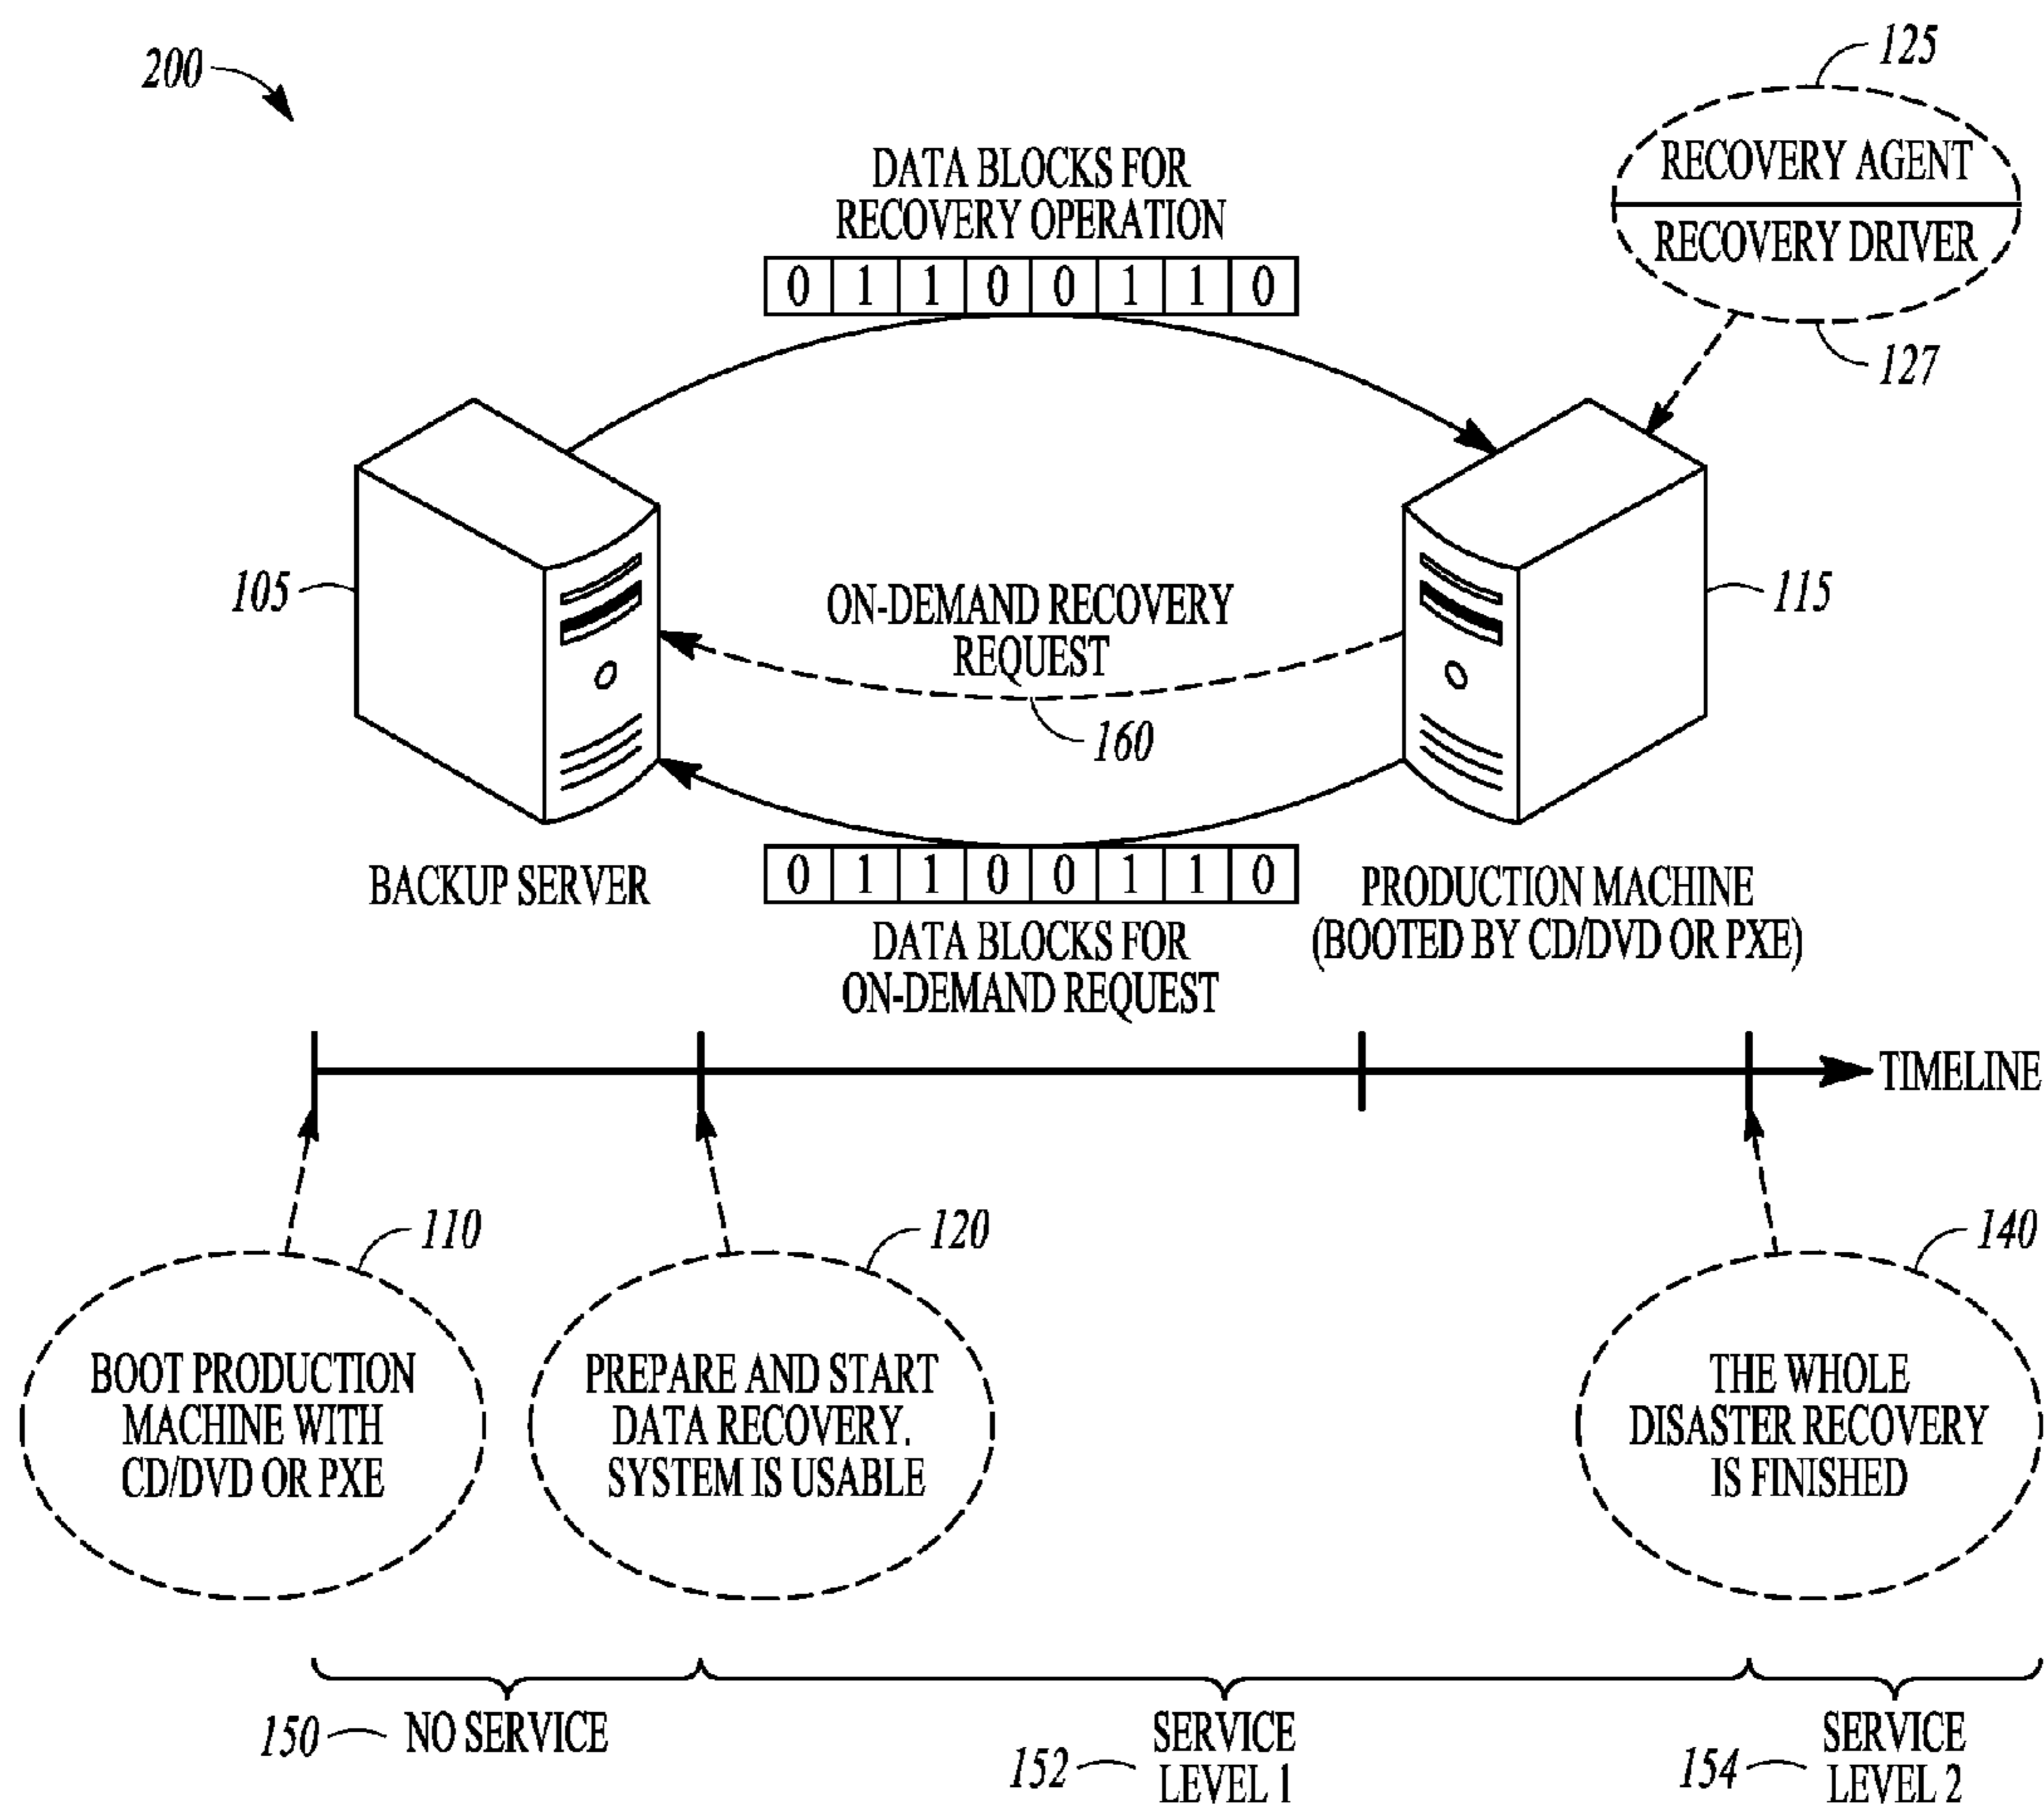 200
125
RECOVERY AGENT
RECOVERY DRIVER
127
DATA BLOCKS FOR
RECOVERY OPERATION
0 1 1 0 0 1 1 0
105
ON-DEMAND RECOVERY
REQUEST
160
115
BACKUP SERVER
0 1 1 0 0 1 1 0
DATA BLOCKS FOR
ON-DEMAND REQUEST
PRODUCTION MACHINE
(BOOTED BY CD/DVD OR PXE)
TIMELINE
110
BOOT PRODUCTION
MACHINE WITH
CD/DVD OR PXE
120
PREPARE AND START
DATA RECOVERY.
SYSTEM IS USABLE
140
THE WHOLE
DISASTER RECOVERY
IS FINISHED
150
NO SERVICE
152
SERVICE
LEVEL 1
154
SERVICE
LEVEL 2